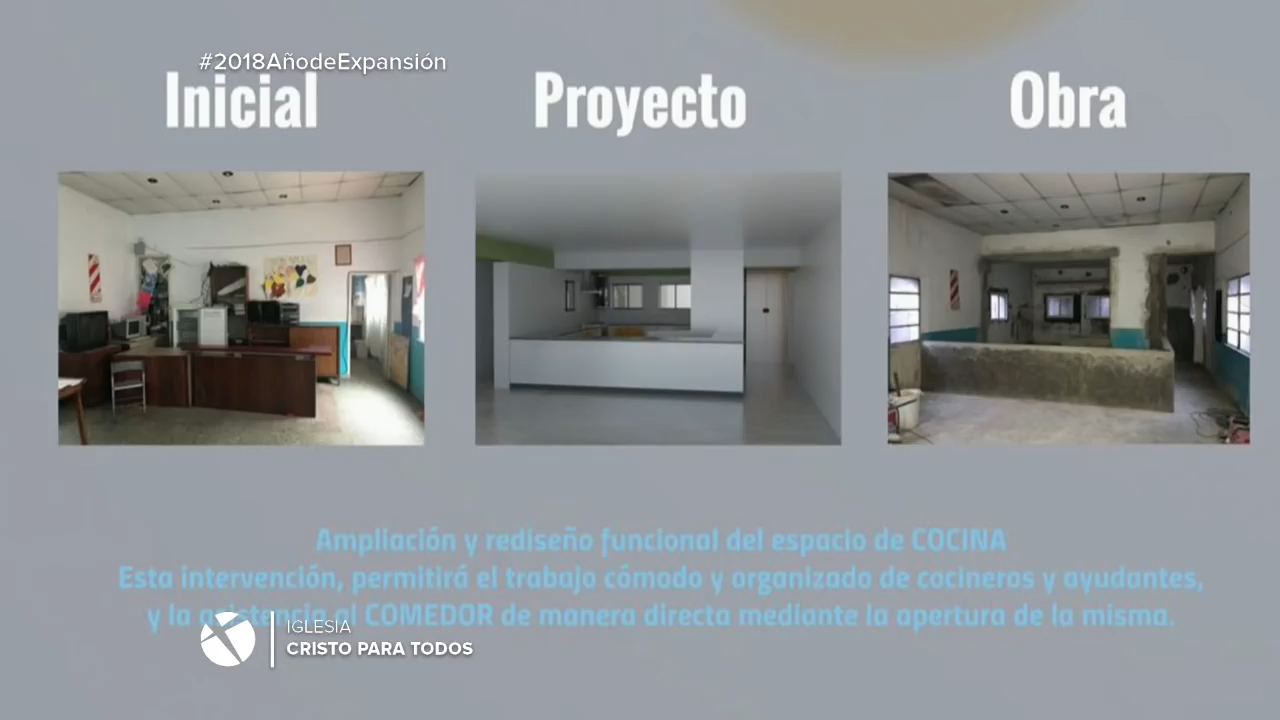 #2018AñodeExpansión
Inicial
Proyecto
Obra
Ampliación y rediseño funcional del espacio de COCINA
Esta intervención, permitirá el trabajo cómodo y organizado de cocineros y ayudantes,
y la asistencia al COMEDOR de manera directa mediante la apertura de la misma.
IGLESIA
CRISTO PARA TODOS